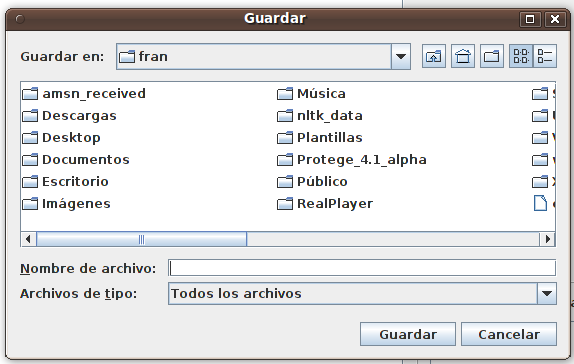 Guardar
Guardar en: fran
amsn_received Música
Descargas nltk_data
Desktop Plantillas
Documentos Protege_4.1_alpha
Escritorio Público
Imágenes RealPlayer
Nombre de archivo:
Archivos de tipo: Todos los archivos
Guardar Cancelar